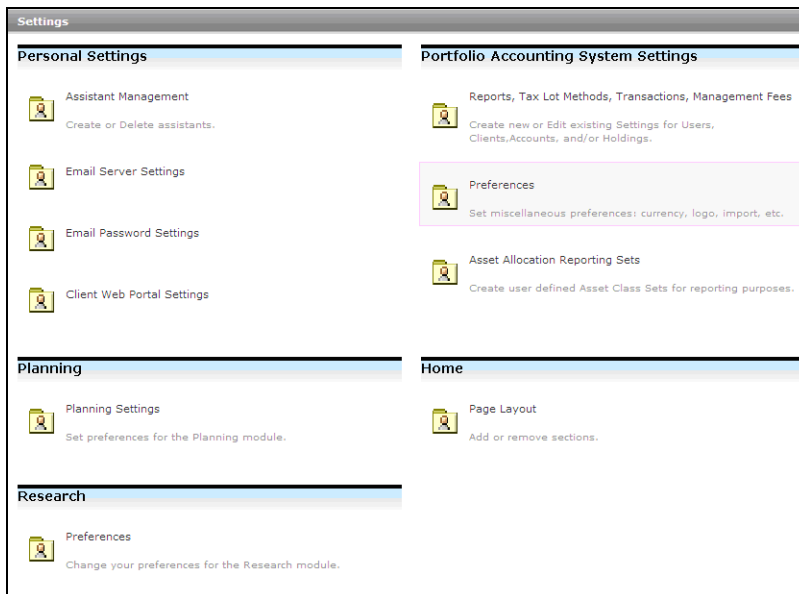 Settings
Personal Settings
Assistant Management
Create or Delete assistants.
Email Server Settings
Email Password Settings
Client Web Portal Settings
Portfolio Accounting System Settings
Reports, Tax Lot Methods, Transactions, Management Fees
Create new or Edit existing Settings for Users,
Clients.Accounts, and/or Holdings.
Preferences
Set miscellaneous preferences: currency, logo, import, etc.
Asset Allocation Reporting Sets
Create user defined Asset Class Sets for reporting purposes.
Planning
Planning Settings
Set preferences for the Planning module.
Home
Page Layout
Add or remove sections.
Research
Preferences
Change your preferences for the Research module.